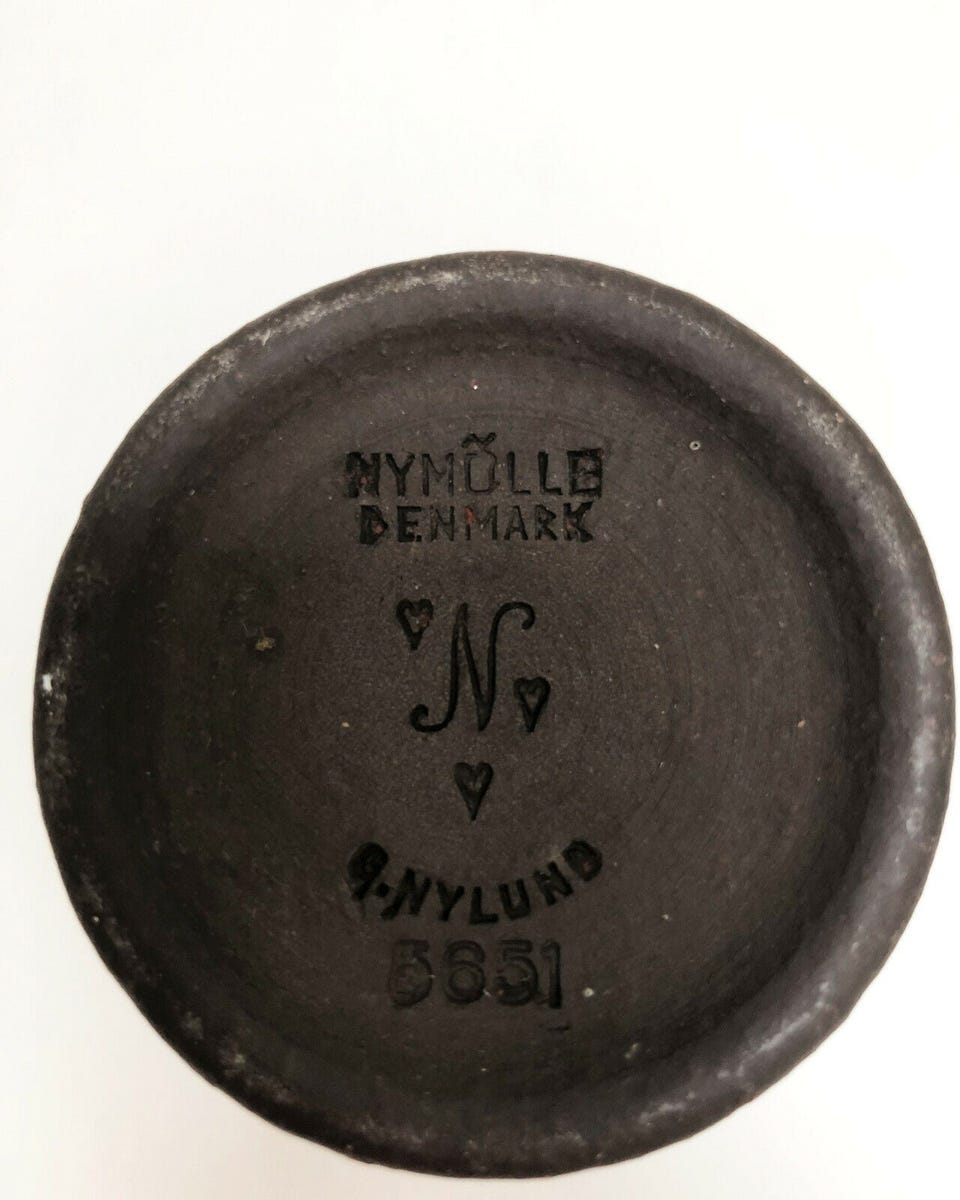 NYMÖLLE
DENMARK
N
G. NYLUND
5651